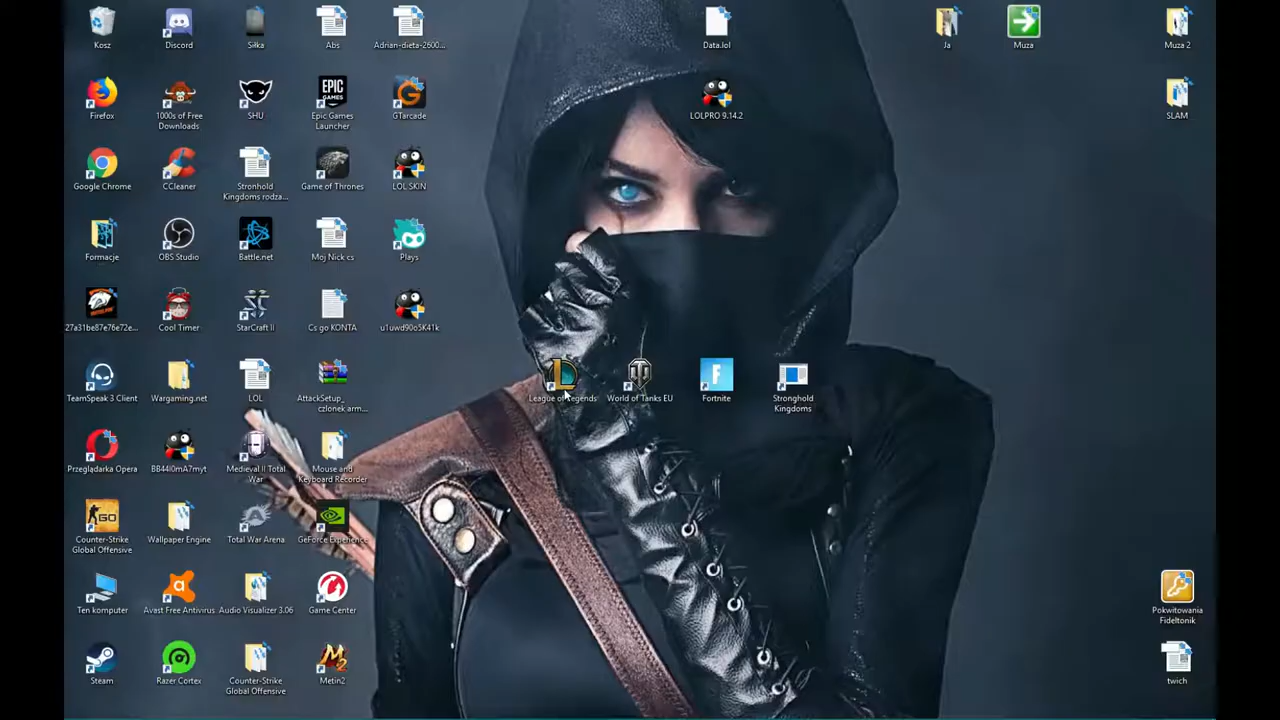 Kosz
Discord
Siłka
Abs
Adrian-dieta-2600...
Data.lol
Ja
Muza
Muza 2
Firefox
1000s of Free
Downloads
SHU
EPIC
GAMES
Epic Games
Launcher
GTarcade
LOLPRO 9.14.2
SLAM
Google Chrome
CCleaner
Stronhold
Kingdoms rodza...
Game of Thrones
LOL SKIN
Formacje
OBS Studio
Battle.net
Moj Nick cs
Plays
27a31be87e76e72e...
Cool Timer
StarCraft II
Cs go KONTA
u1uwd90o5K41k
TeamSpeak 3 Client
Wargaming.net
LOL
AttackSetup_
członek arm...
League of Legends
World of Tanks EU
Fortnite
Stronghold
Kingdoms
Przeglądarka Opera
BB44I0mA7myt
Medieval II Total
War
Mouse and
Keyboard Recorder
GO
Counter-Strike
Global Offensive
Wallpaper Engine
Total War Arena
GeForce Experience
Ten komputer
Avast Free Antivirus
Audio Visualizer 3.06
Game Center
Pokwitowania
Fideltonik
Steam
Razer Cortex
Counter-Strike
Global Offensive
Metin2
twich